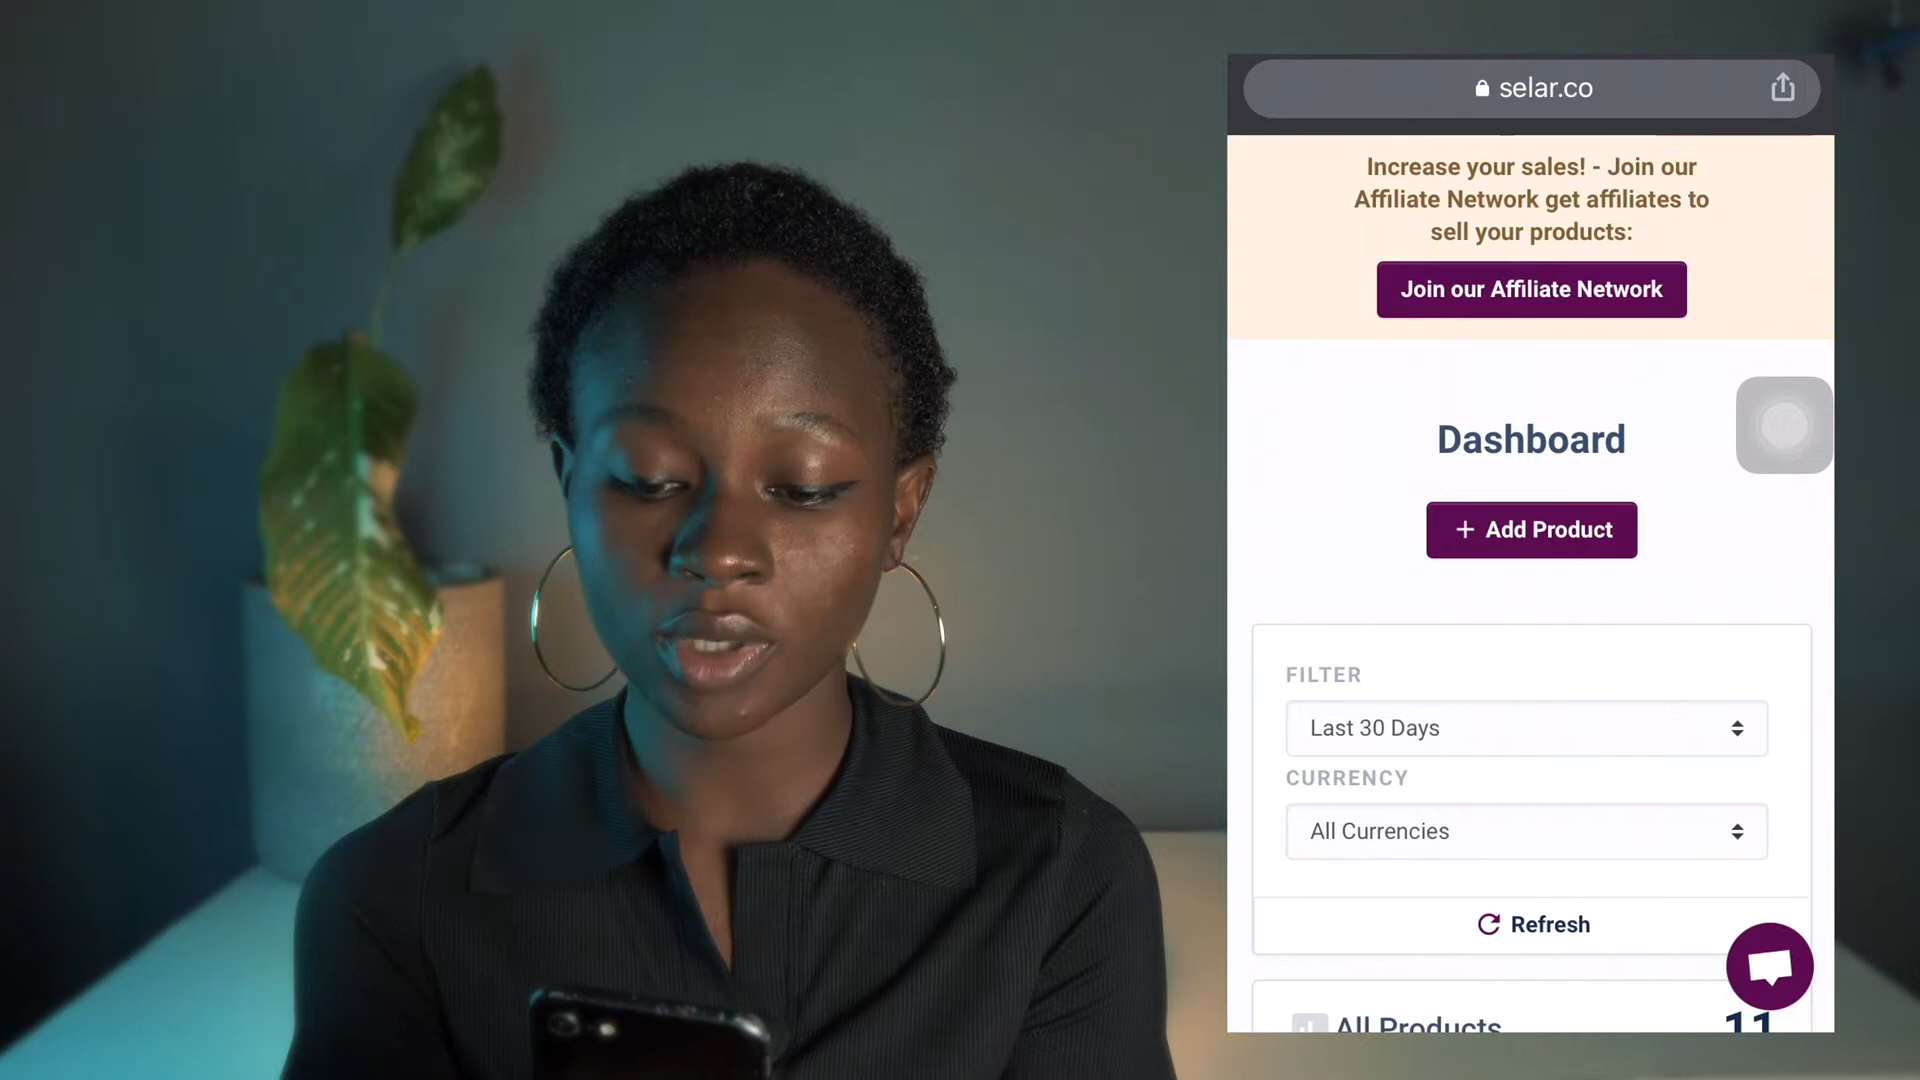 selar.co
Increase your sales! - Join our
Affiliate Network get affiliates to
sell your products:
Join our Affiliate Network
Dashboard
+ Add Product
FILTER
Last 30 Days
CURRENCY
All Currencies
Refresh
All Products
11